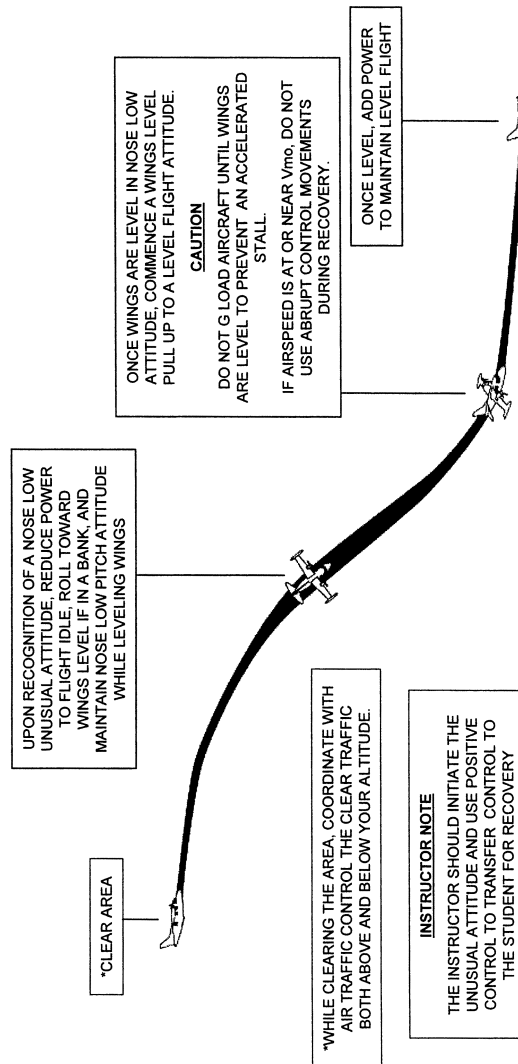 *CLEAR AREA
UPON RECOGNITION OF A NOSE LOW
UNUSUAL ATTITUDE, REDUCE POWER
TO FLIGHT IDLE, ROLL TOWARD
WINGS LEVEL IF IN A BANK, AND
MAINTAIN NOSE LOW PITCH ATTITUDE
WHILE LEVELING WINGS
ONCE WINGS ARE LEVEL IN NOSE LOW
ATTITUDE, COMMENCE A WINGS LEVEL
PULL UP TO A LEVEL FLIGHT ATTITUDE.
CAUTION
DO NOT G LOAD AIRCRAFT UNTIL WINGS
ARE LEVEL TO PREVENT AN ACCELERATED
STALL.
IF AIRSPEED IS AT OR NEAR Vmo, DO NOT
USE ABRUPT CONTROL MOVEMENTS
DURING RECOVERY.
ONCE LEVEL, ADD POWER
TO MAINTAIN LEVEL FLIGHT
*WHILE CLEARING THE AREA, COORDINATE WITH
AIR TRAFFIC CONTROL THE CLEAR TRAFFIC
BOTH ABOVE AND BELOW YOUR ALTITUDE.
INSTRUCTOR NOTE
THE INSTRUCTOR SHOULD INITIATE THE
UNUSUAL ATTITUDE AND USE POSITIVE
CONTROL TO TRANSFER CONTROL TO
THE STUDENT FOR RECOVERY